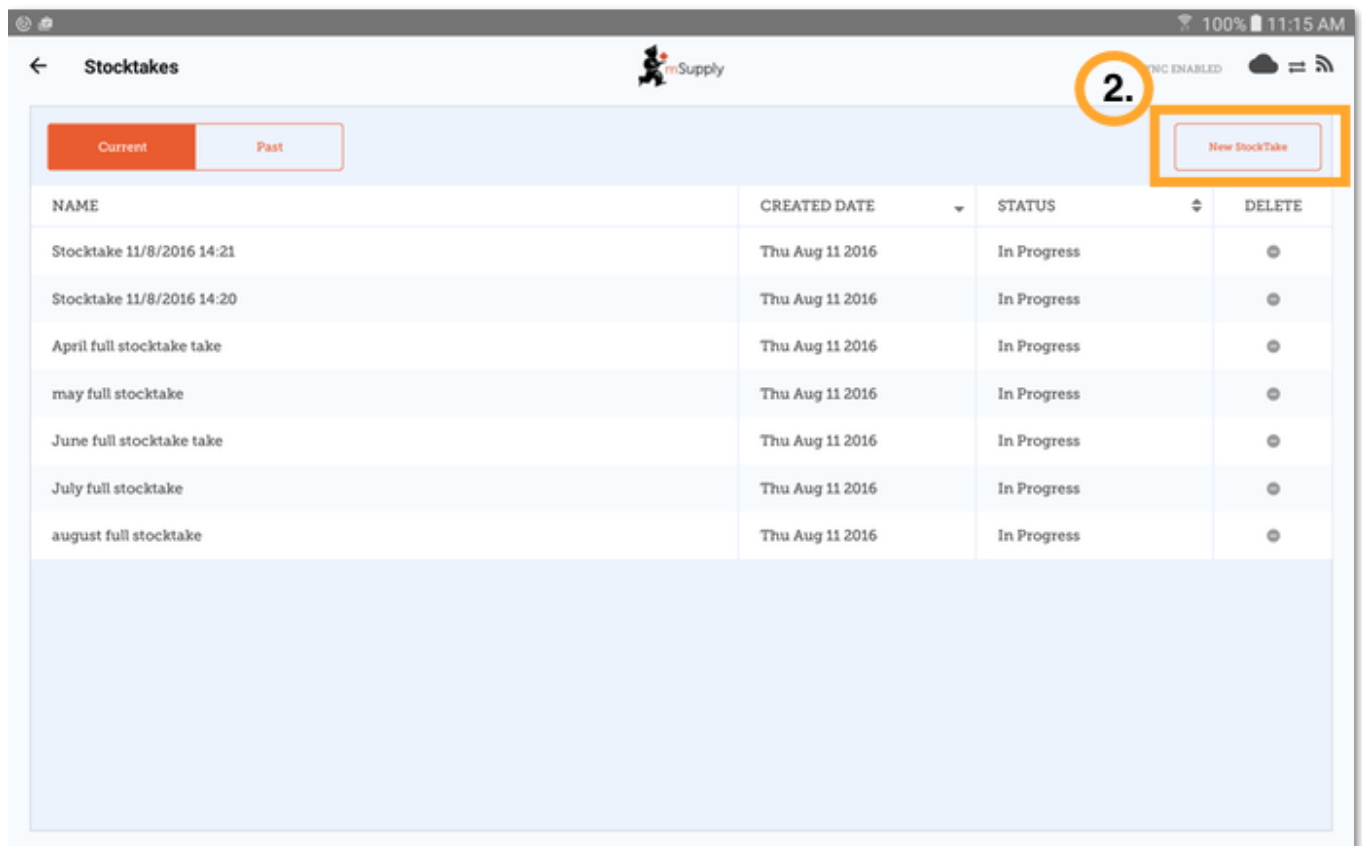 100% 11:15 AM
Stocktakes
mSupply
SYNC ENABLED
2.
Current
Past
New StockTake
NAME
CREATED DATE
STATUS
DELETE
Stocktake 11/8/2016 14:21
Thu Aug 11 2016
In Progress
Stocktake 11/8/2016 14:20
Thu Aug 11 2016
In Progress
April full stocktake take
Thu Aug 11 2016
In Progress
may full stocktake
Thu Aug 11 2016
In Progress
June full stocktake take
Thu Aug 11 2016
In Progress
July full stocktake
Thu Aug 11 2016
In Progress
august full stocktake
Thu Aug 11 2016
In Progress